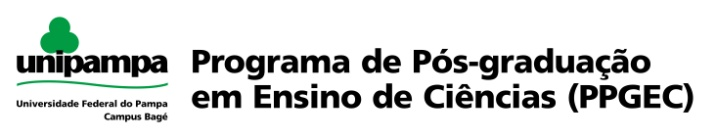 unipampa
Universidade Federal do Pampa
Campus Bagé
Programa de Pós-graduação
em Ensino de Ciências (PPGEC)